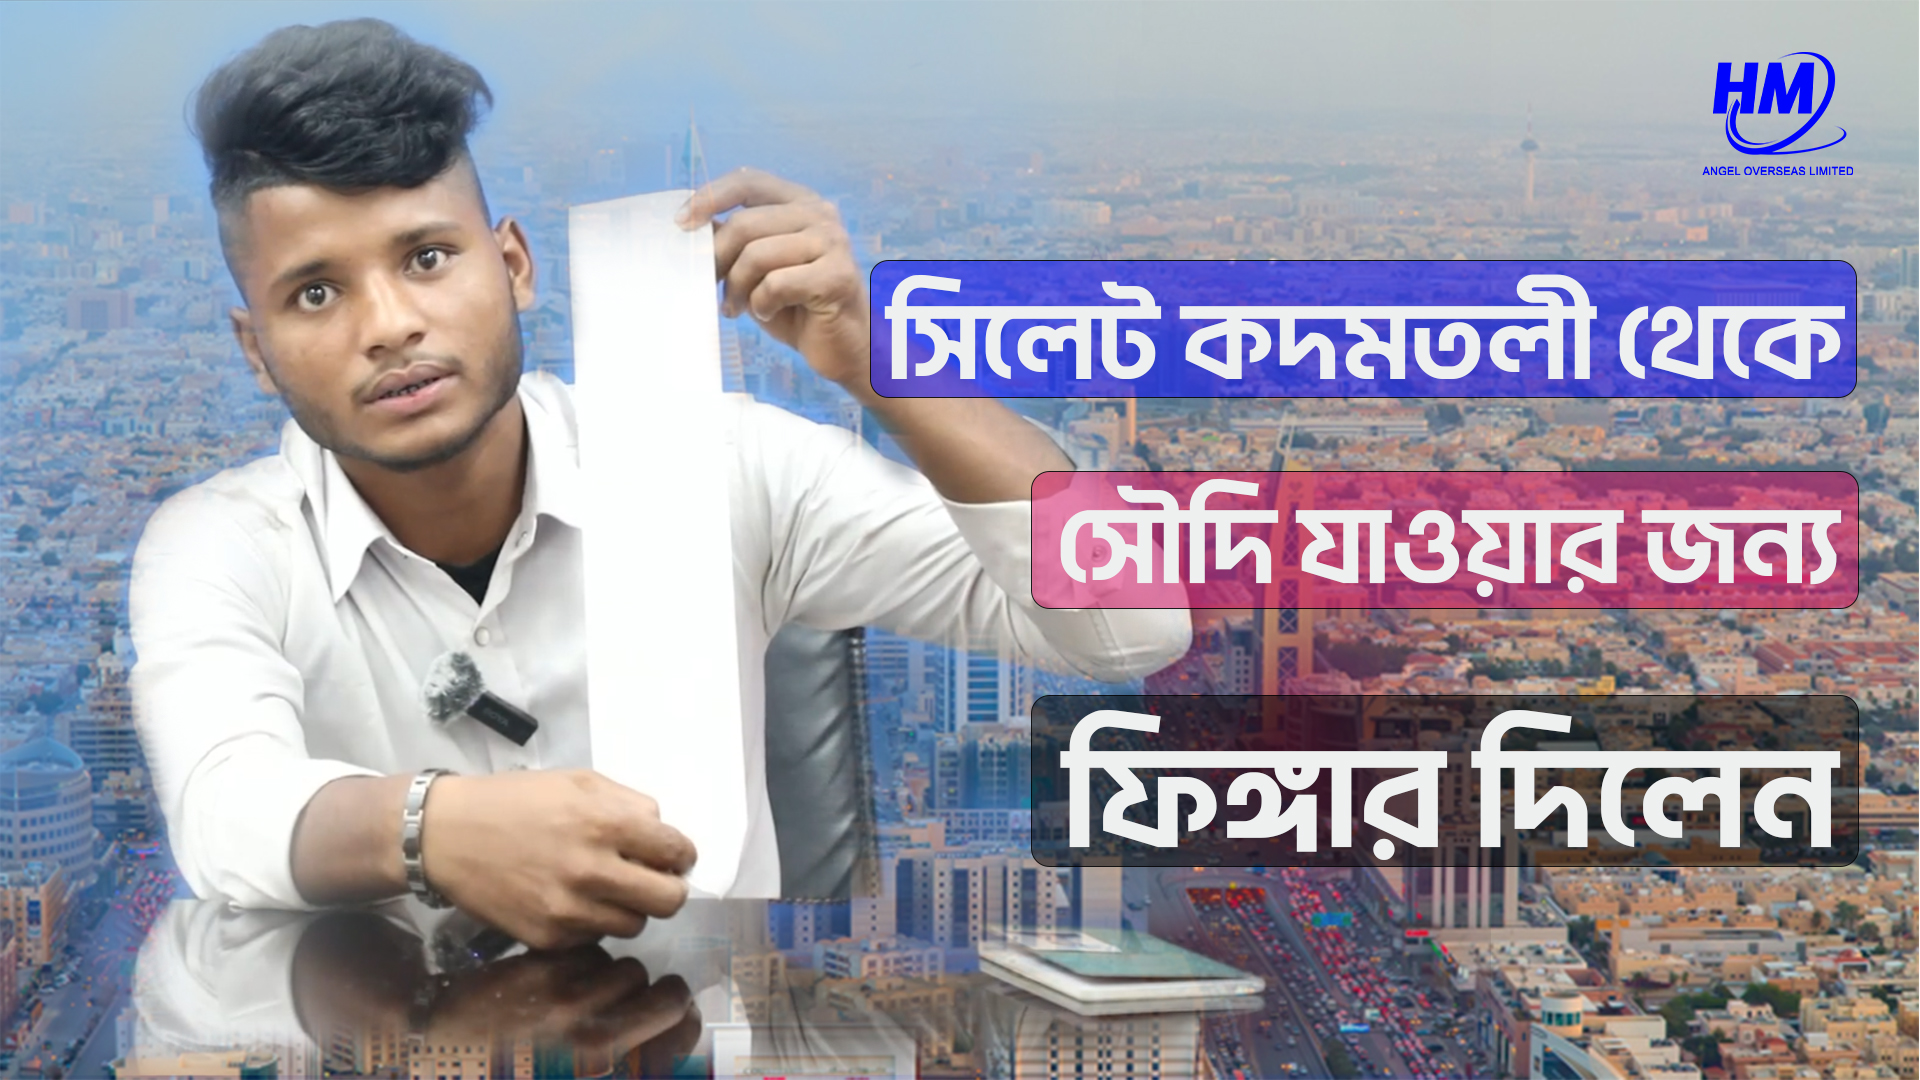 HM
ANGEL OVERSEAS LIMITED
সিলেট কদমতলী থেকে
সৌদি যাওয়ার জন্য
ফিঙ্গার দিলেন